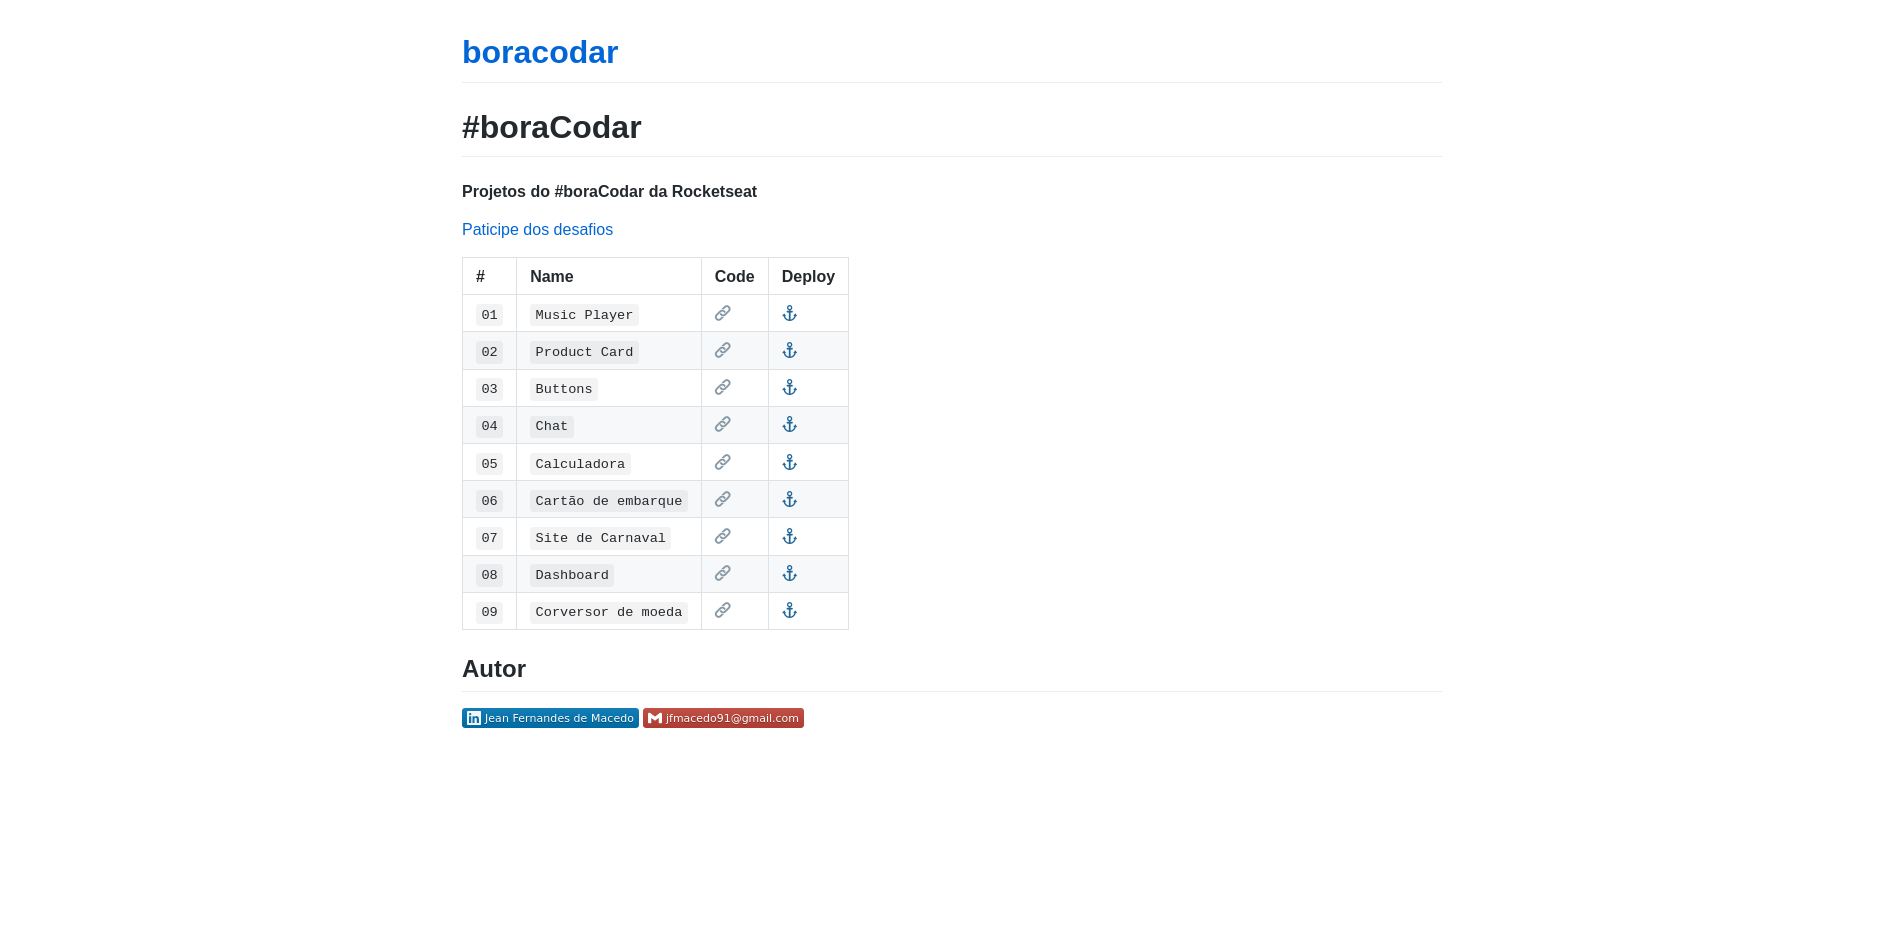 boracodar
#boraCodar
Projetos do #boraCodar da Rocketseat
Paticipe dos desafios
# Name Code Deploy
01 Music Player
02 Product Card
03 Buttons
04 Chat
05 Calculadora
06 Cartão de embarque
07 Site de Carnaval
08 Dashboard
09 Corversor de moeda
Autor
Jean Fernandes de Macedo jfmacedo91@gmail.com